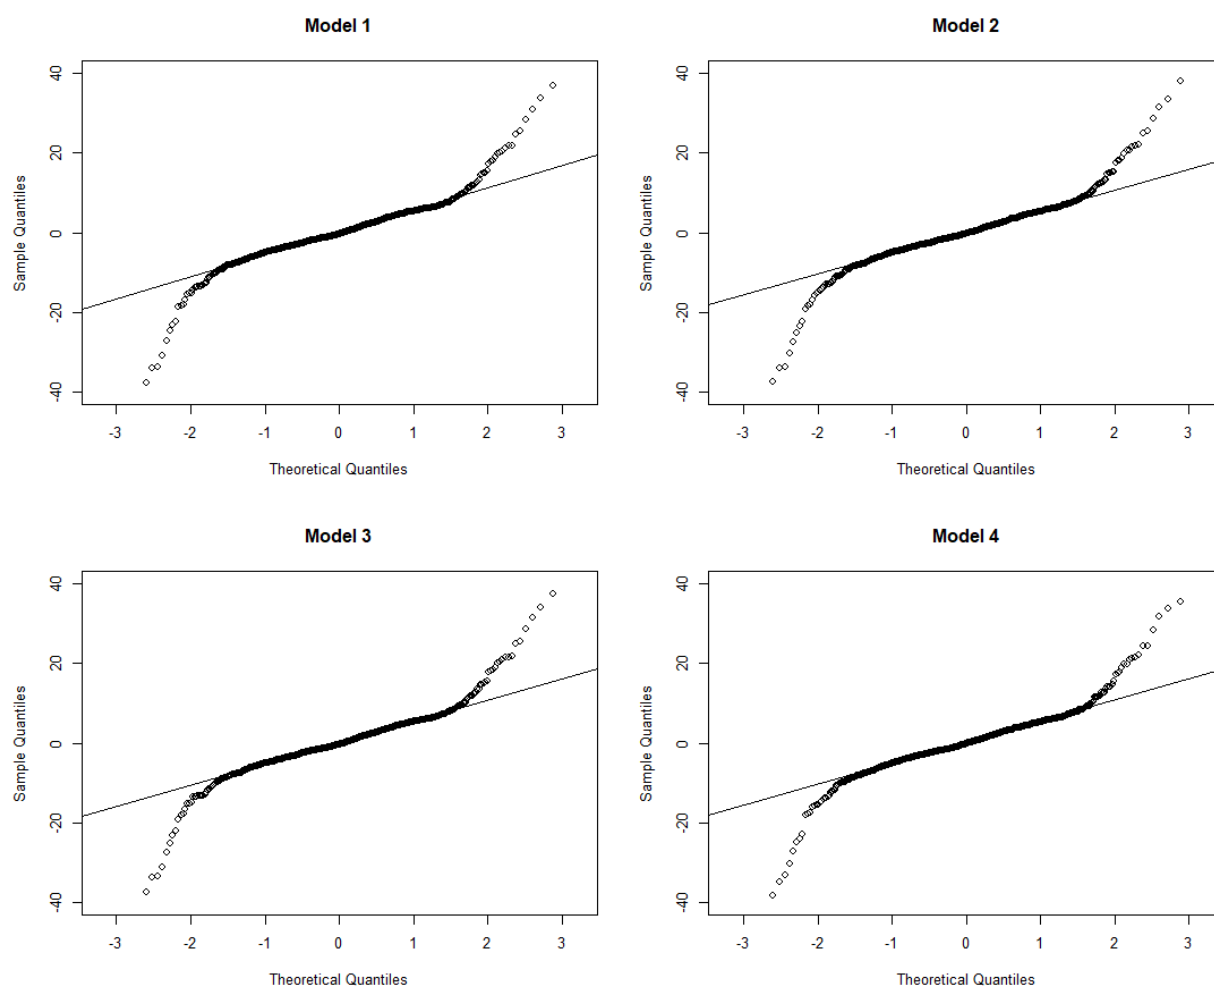 Model 1
Sample Quantiles
40
20
0
-20
-40
-3 -2 -1 0 1 2 3
Theoretical Quantiles
Model 2
Sample Quantiles
40
20
0
-20
-40
-3 -2 -1 0 1 2 3
Theoretical Quantiles
Model 3
Sample Quantiles
40
20
0
-20
-40
-3 -2 -1 0 1 2 3
Theoretical Quantiles
Model 4
Sample Quantiles
40
20
0
-20
-40
-3 -2 -1 0 1 2 3
Theoretical Quantiles